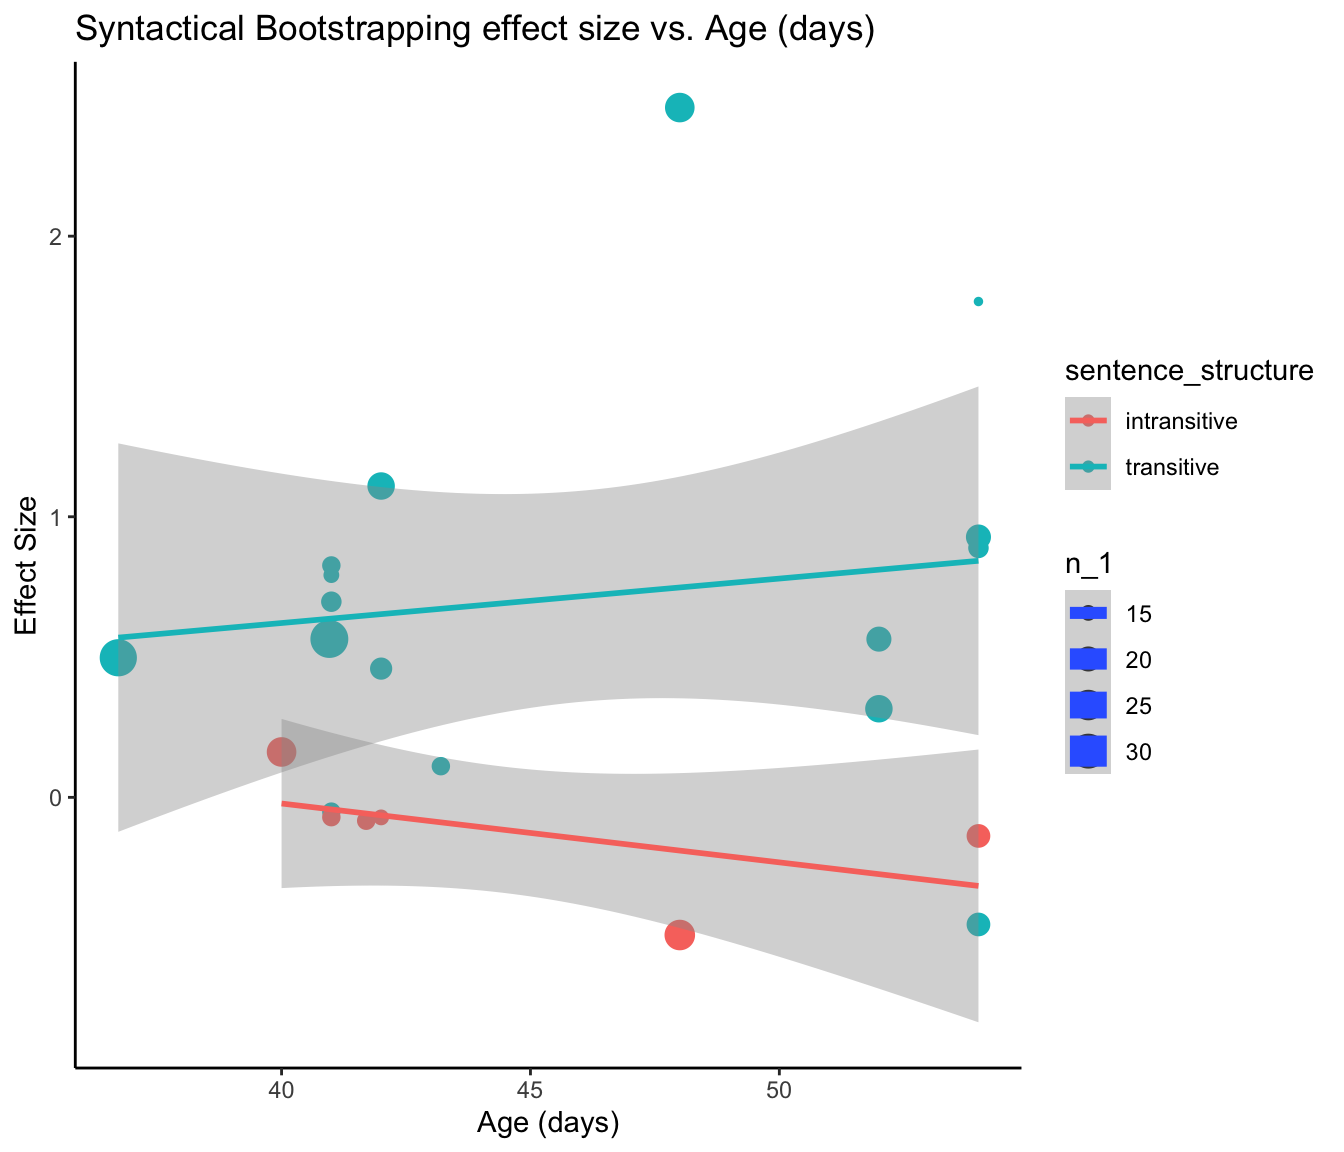 Syntactical Bootstrapping effect size vs. Age (days)
2
1
0
Effect Size
40 45 50
Age (days)
sentence_structure
intransitive
transitive
n_1
15
20
25
30